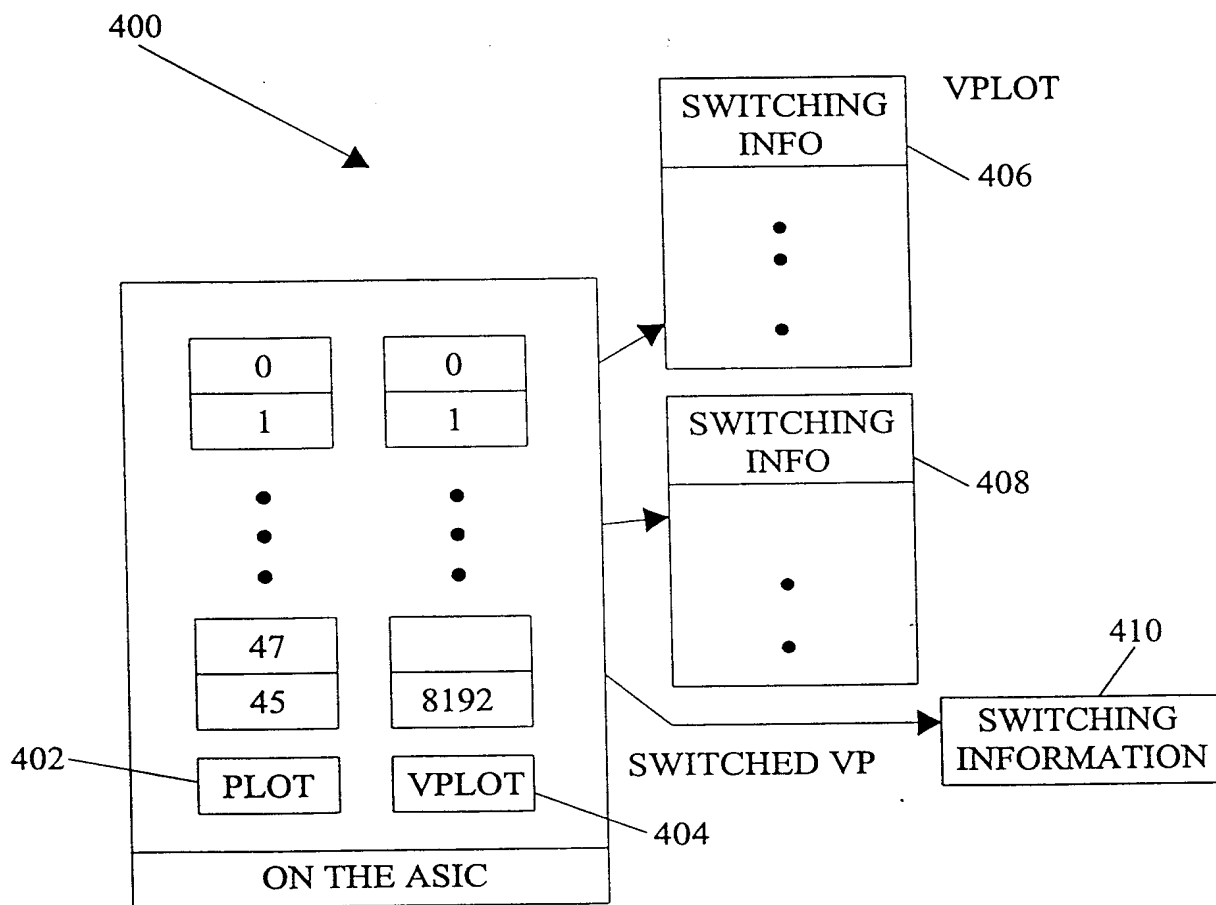 400
VPLOT
SWITCHING
INFO
406
0
1
0
1
SWITCHING
INFO
408
47
45
8192
410
SWITCHING
INFORMATION
SWITCHED VP
402
PLOT
VPLOT
404
ON THE ASIC